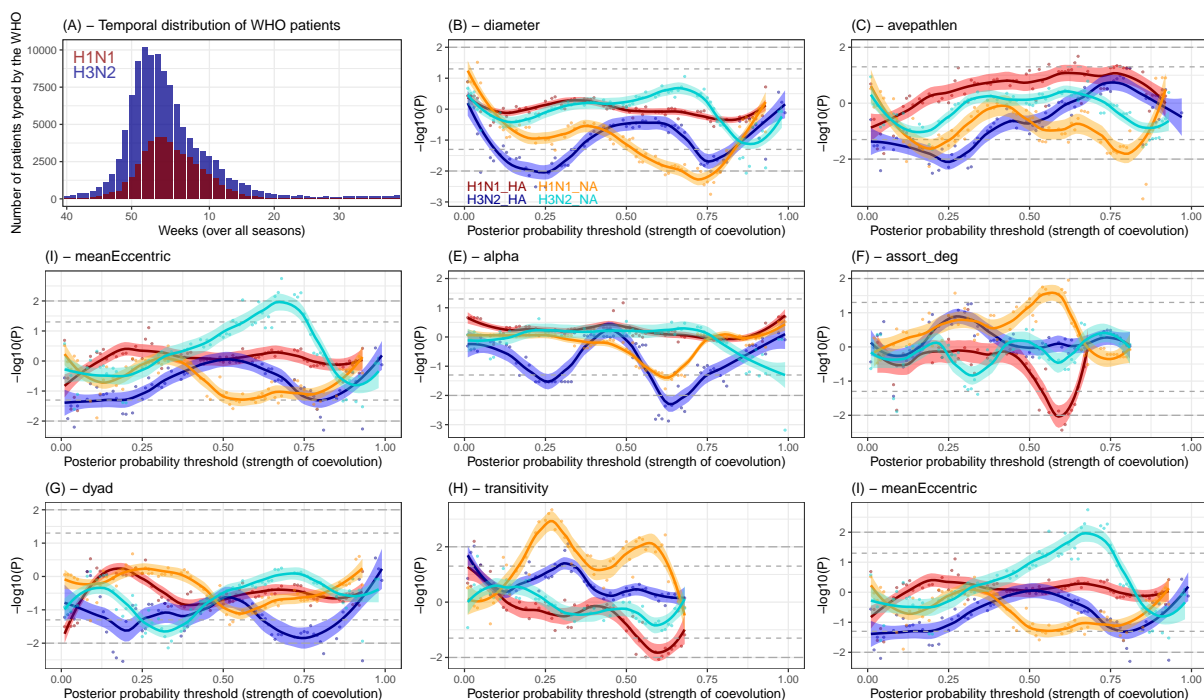 (A) − Temporal distribution of WHO patients
Number of patients typed by the WHO
10000
7500
5000
2500
0
H1N1
H3N2
40 50 10 20 30
Weeks (over all seasons)
(B) − diameter
−log10(P)
2
1
0
−1
−2
−3
H1N1_HA H1N1_NA
H3N2_HA H3N2_NA
0.00 0.25 0.50 0.75 1.00
Posterior probability threshold (strength of coevolution)
(C) − avepathlen
−log10(P)
2
0
−2
0.00 0.25 0.50 0.75 1.00
Posterior probability threshold (strength of coevolution)
(I) − meanEccentric
−log10(P)
2
1
0
−1
−2
0.00 0.25 0.50 0.75 1.00
Posterior probability threshold (strength of coevolution)
(E) − alpha
−log10(P)
2
1
0
−1
−2
−3
0.00 0.25 0.50 0.75 1.00
Posterior probability threshold (strength of coevolution)
(F) − assort_deg
−log10(P)
2
1
0
−1
−2
0.00 0.25 0.50 0.75 1.00
Posterior probability threshold (strength of coevolution)
(G) − dyad
−log10(P)
2
1
0
−1
−2
0.00 0.25 0.50 0.75 1.00
Posterior probability threshold (strength of coevolution)
(H) − transitivity
−log10(P)
2
0
−2
0.00 0.25 0.50 0.75 1.00
Posterior probability threshold (strength of coevolution)
(I) − meanEccentric
−log10(P)
2
1
0
−1
−2
0.00 0.25 0.50 0.75 1.00
Posterior probability threshold (strength of coevolution)